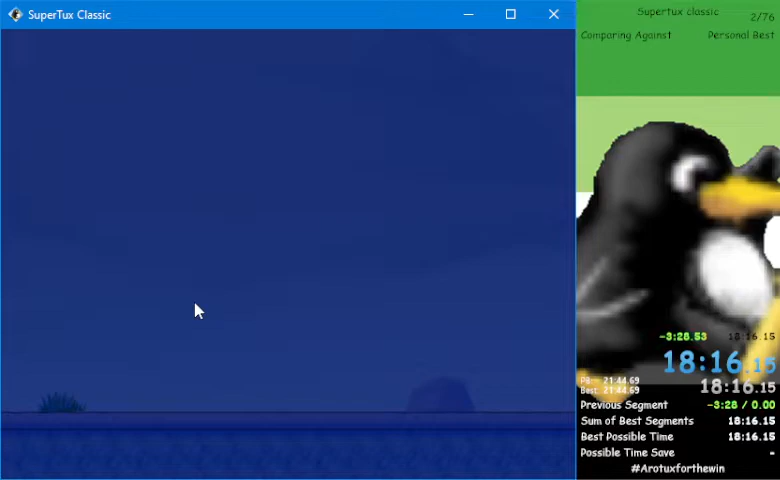 SuperTux Classic
Supertux classic
2/76
Comparing Against Personal Best
-3:28.53 18:16.15
18:16.15
PB: 21:44.69
Best: 21:44.69
18:16.15
Previous Segment -3:28 / 0.00
Sum of Best Segments 18:16.15
Best Possible Time 18:16.15
Possible Time Save -
#Arotuxforthewin